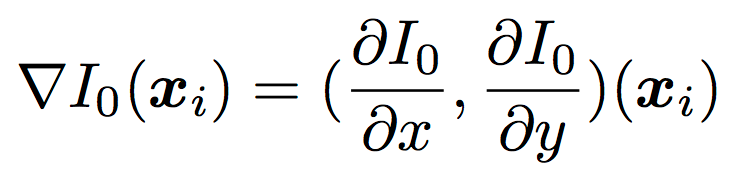 ∇I₀(𝒙ᵢ) = (∂I₀/∂x, ∂I₀/∂y)(𝒙ᵢ)